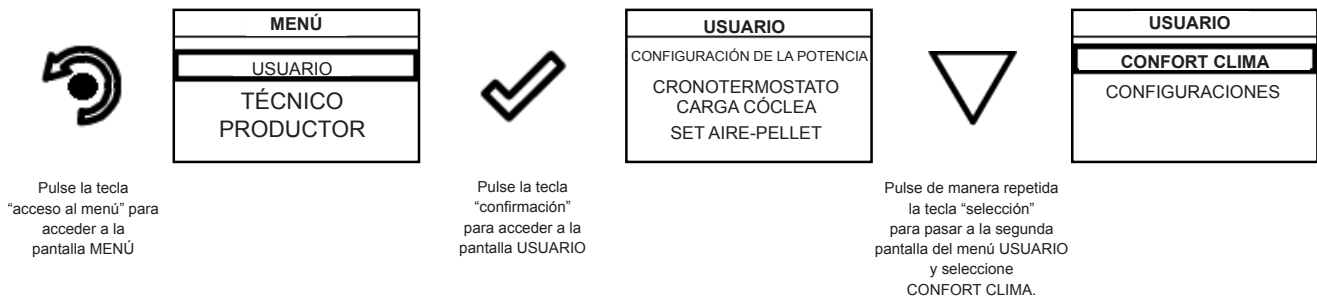 MENÚ
USUARIO
TÉCNICO
PRODUCTOR
Pulse la tecla
“acceso al menú” para
acceder a la
pantalla MENÚ
Pulse la tecla
“confirmación”
para acceder a la
pantalla USUARIO
USUARIO
CONFIGURACIÓN DE LA POTENCIA
CRONOTERMOSTATO
CARGA CÓCLEA
SET AIRE-PELLET
Pulse de manera repetida
la tecla “selección”
para pasar a la segunda
pantalla del menú USUARIO
y seleccione
CONFORT CLIMA.
USUARIO
CONFORT CLIMA
CONFIGURACIONES